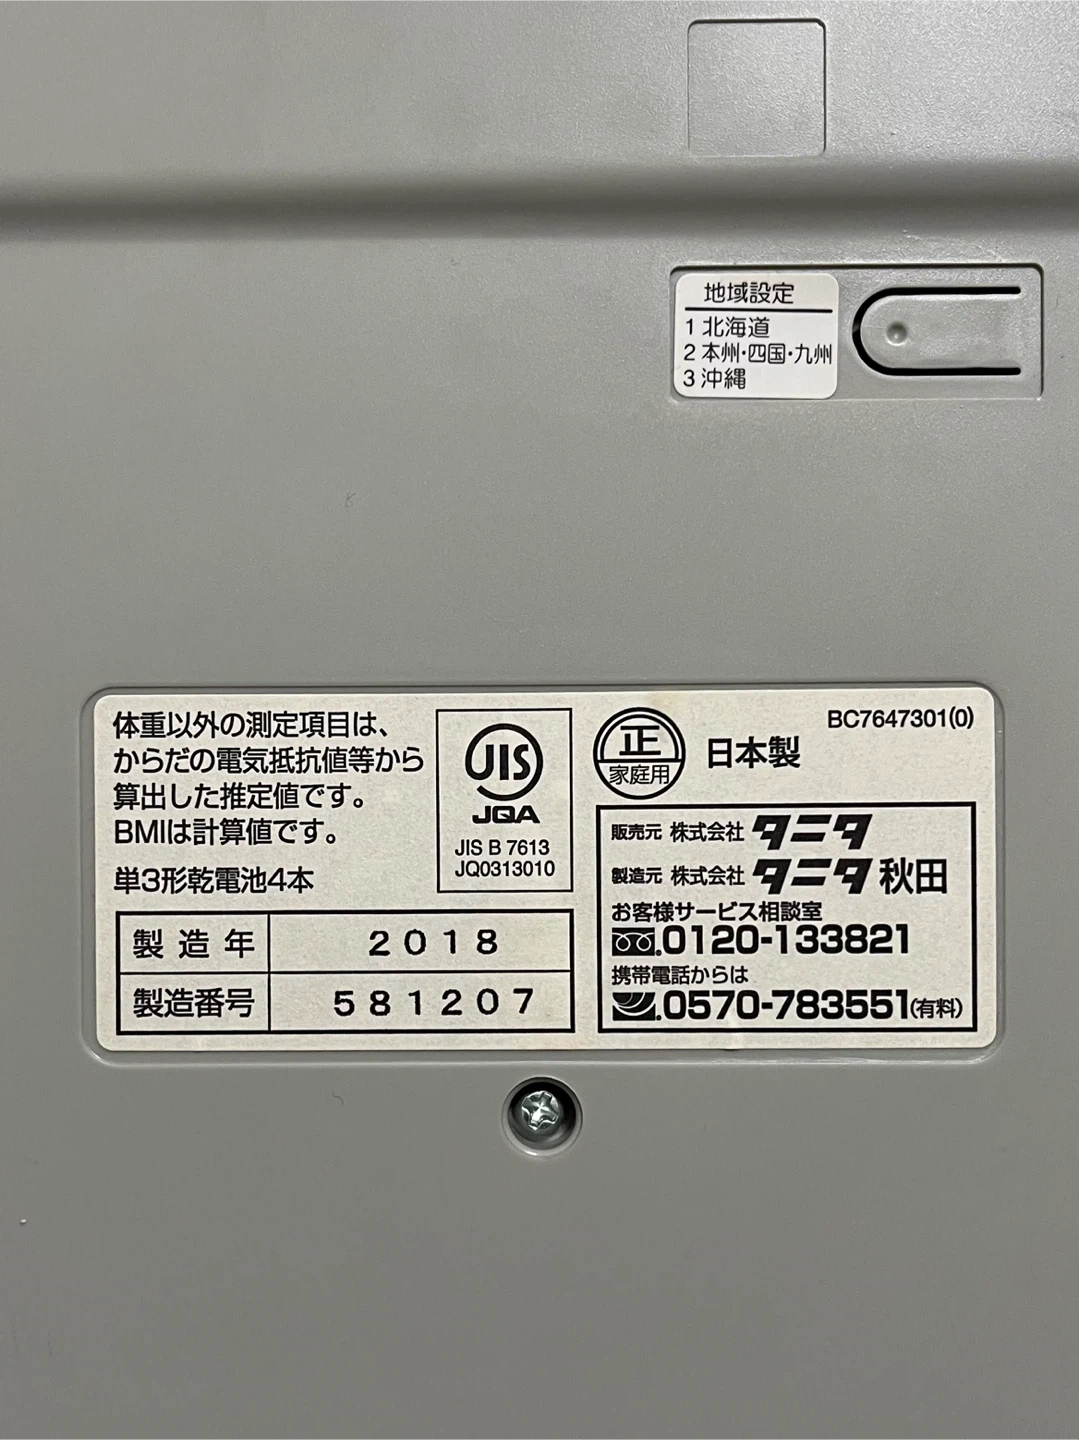 地域設定
1 北海道
2 本州・四国・九州
3 沖縄
体重以外の測定項目は、
からだの電気抵抗値等から
算出した推定値です。
BMIは計算値です。
単3形乾電池4本
JIS
JQA
JIS B 7613
JQ0313010
正
家庭用
日本製
BC7647301(0)
製造年 2018
製造番号 581207
販売元 株式会社 タニタ
製造元 株式会社 タニタ 秋田
お客様サービス相談室
0120-133821
携帯電話からは
0570-783551(有料)